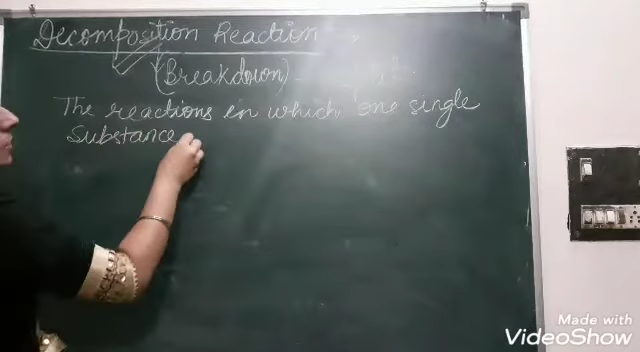 Decomposition Reaction
(Breakdown)
The reactions in which one single
Substance
Made with
VideoShow